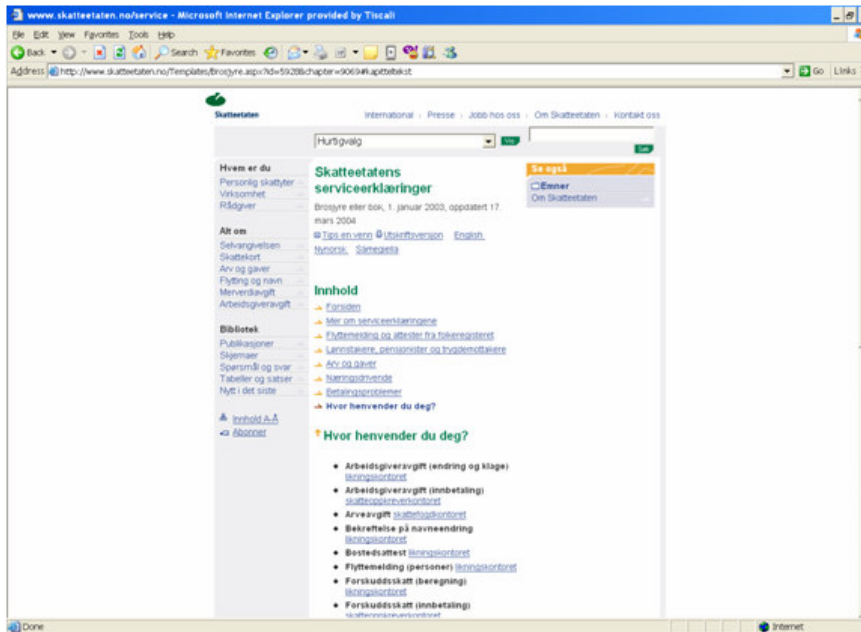 www.skatteetaten.no/service - Microsoft Internet Explorer provided by Tiscali
File Edit View Favorites Tools Help
Back Search Favorites
Address http://www.skatteetaten.no/Templates/Brosjyre.aspx?id=5928&chapter=9069#kapitteltekst Go Links
Skatteetaten
International Presse Jobb hos oss Om Skatteetaten Kontakt oss
Hurtigvalg Vis
Søk
Hvem er du
Personlig skattyter
Virksomhet
Rådgiver
Alt om
Selvangivelsen
Skattekort
Arv og gaver
Flytting og navn
Merverdiavgift
Arbeidsgiveravgift
Bibliotek
Publikasjoner
Skjemaer
Spørsmål og svar
Tabeller og satser
Nytt i det siste
Innhold A-Å
Abonner
Skatteetatens
serviceerklæringer
Brosjyre eller bok, 1. januar 2003, oppdatert 17.
mars 2004
Tips en venn Utskriftsversjon English
Nynorsk Sámegiella
Innhold
Forsiden
Mer om serviceerklæringene
Flyttemelding og attester fra folkeregisteret
Lønnstakere, pensjonister og trygdemottakere
Arv og gaver
Næringsdrivende
Betalingsproblemer
Hvor henvender du deg?
Hvor henvender du deg?
Arbeidsgiveravgift (endring og klage)
likningskontoret
Arbeidsgiveravgift (innbetaling)
skatteoppkreverkontoret
Arveavgift skattefogdkontoret
Bekreftelse på navneendring
likningskontoret
Bostedsattest likningskontoret
Flyttemelding (personer) likningskontoret
Forskuddsskatt (beregning)
likningskontoret
Forskuddsskatt (innbetaling)
skatteoppkreverkontoret
Se også
Emner
Om Skatteetaten
Done Internet